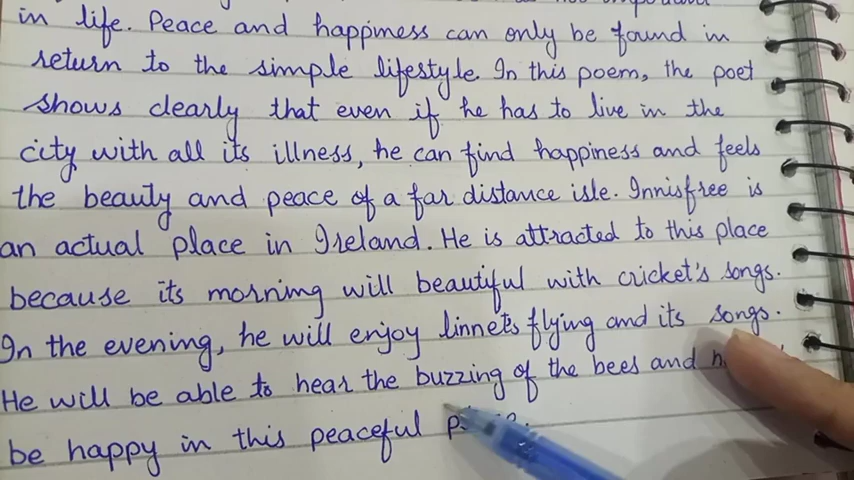 in life. Peace and happiness can only be found in
return to the simple lifestyle. In this poem, the poet
shows clearly that even if he has to live in the
city with all its illness, he can find happiness and feels
the beauty and peace of a far distance isle. Innisfree is
an actual place in Ireland. He is attracted to this place
because its morning will beautiful with cricket's songs.
In the evening, he will enjoy linnets flying and its songs.
He will be able to hear the buzzing of the bees and
be happy in this peaceful